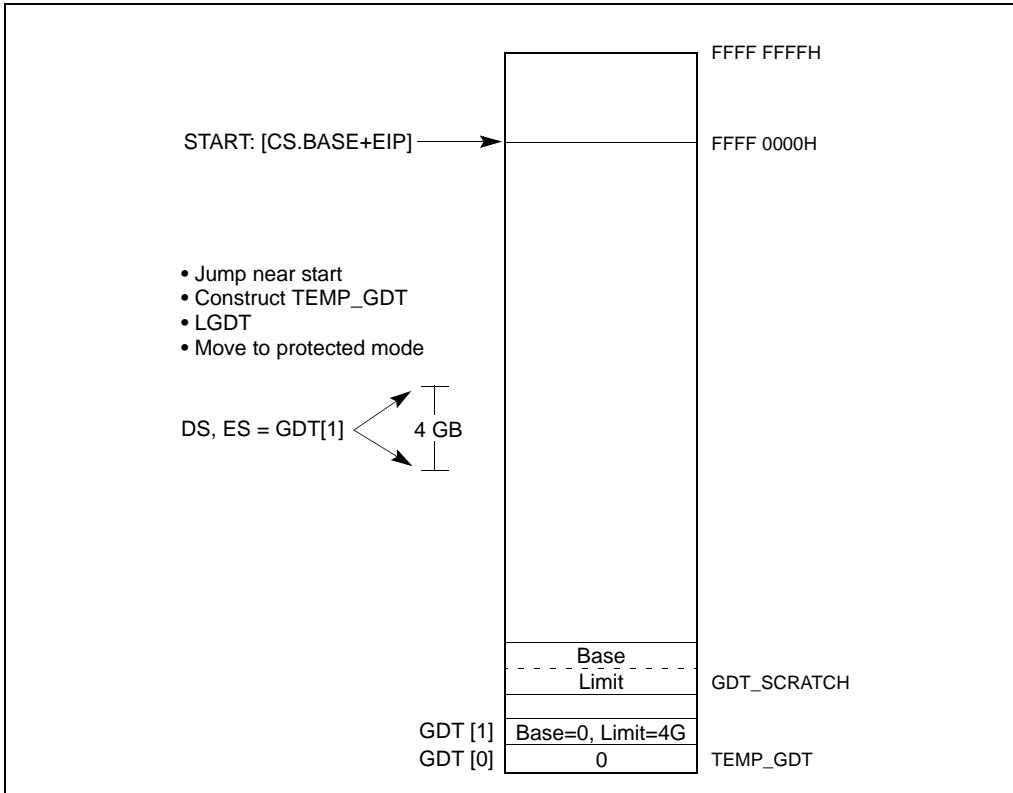 FFFF FFFFH
START: [CS.BASE+EIP]
FFFF 0000H
• Jump near start
• Construct TEMP_GDT
• LGDT
• Move to protected mode
DS, ES = GDT[1]
4 GB
Base
Limit
GDT_SCRATCH
GDT [1]
Base=0, Limit=4G
GDT [0]
0
TEMP_GDT